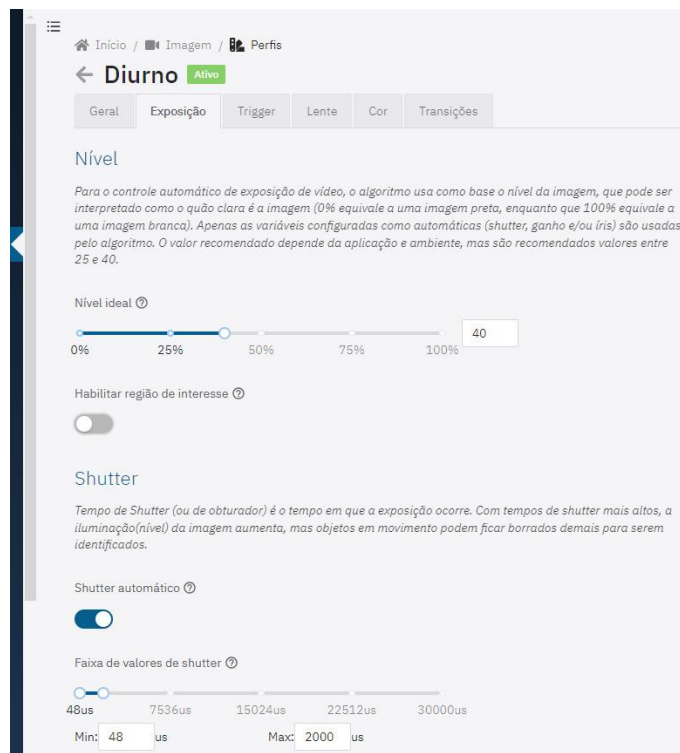 Início / Imagem / Perfis
Diurno Ativo
Geral Exposição Trigger Lente Cor Transições
Nível
Para o controle automático de exposição de vídeo, o algoritmo usa como base o nível da imagem, que pode ser
interpretado como o quão clara é a imagem (0% equivale a uma imagem preta, enquanto que 100% equivale a
uma imagem branca). Apenas as variáveis configuradas como automáticas (shutter, ganho e/ou íris) são usadas
pelo algoritmo. O valor recomendado depende da aplicação e ambiente, mas são recomendados valores entre
25 e 40.
Nível ideal
40
0% 25% 50% 75% 100%
Habilitar região de interesse
Shutter
Tempo de Shutter (ou de obturador) é o tempo em que a exposição ocorre. Com tempos de shutter mais altos, a
iluminação(nível) da imagem aumenta, mas objetos em movimento podem ficar borrados demais para serem
identificados.
Shutter automático
Faixa de valores de shutter
48us 7536us 15024us 22512us 30000us
Min: 48 us Max: 2000 us